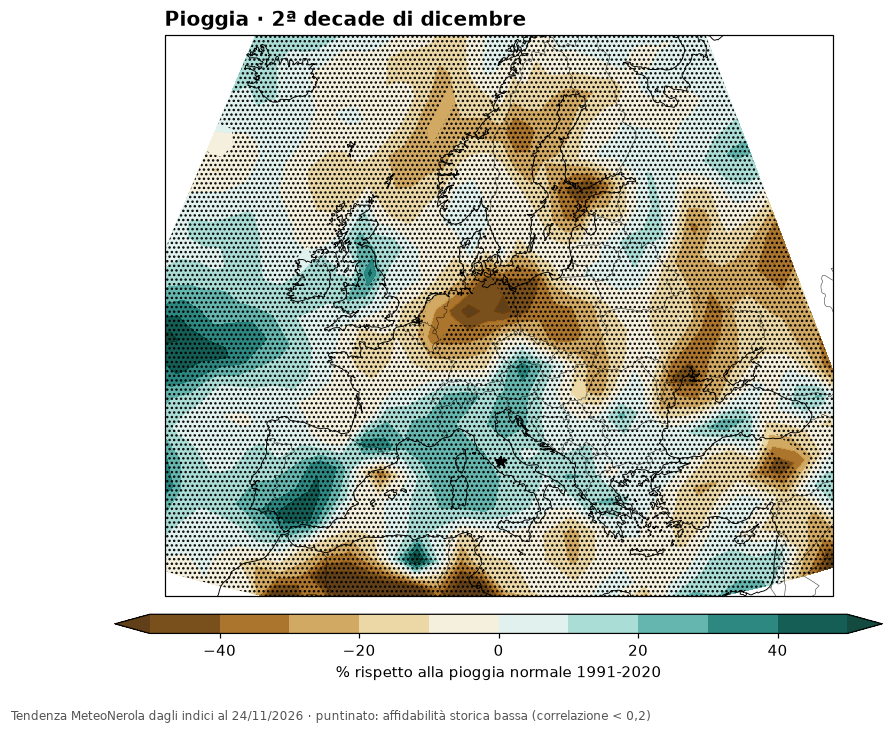 Pioggia · 2ª decade di dicembre
−40 −20 0 20 40
% rispetto alla pioggia normale 1991-2020
Tendenza MeteoNerola dagli indici al 24/11/2026 · puntinato: affidabilità storica bassa (correlazione < 0,2)